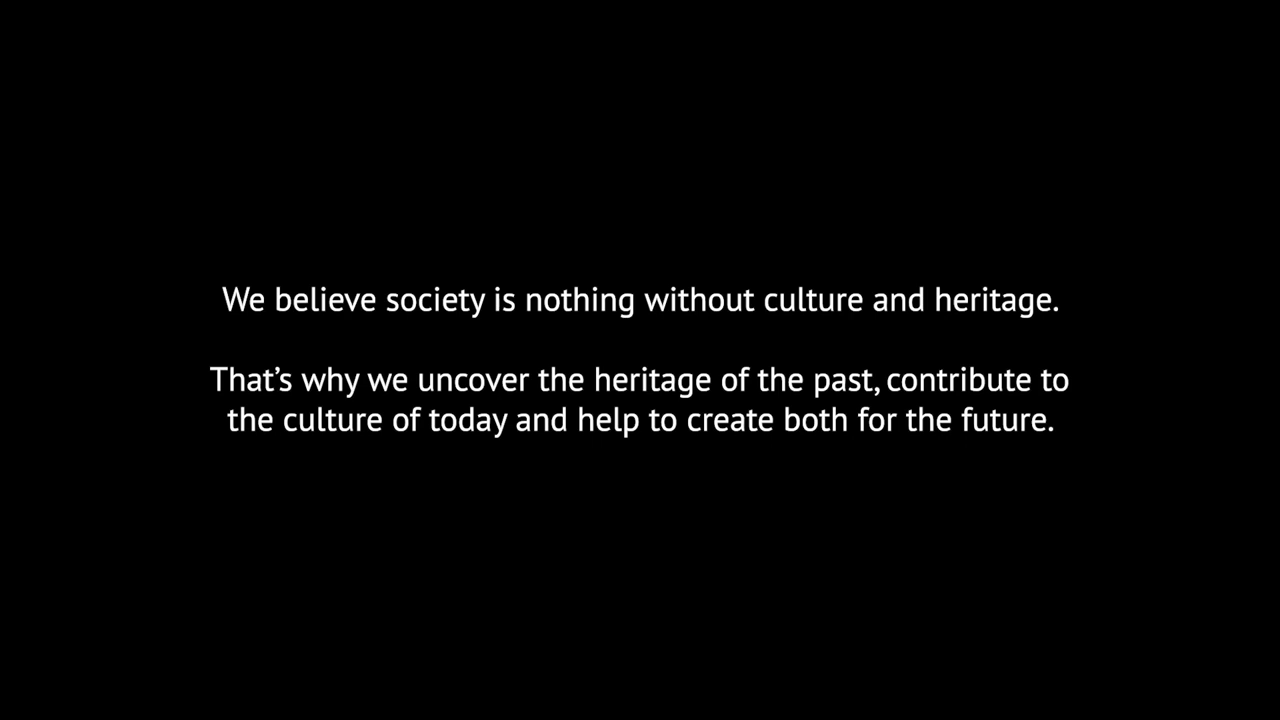 We believe society is nothing without culture and heritage.
That’s why we uncover the heritage of the past, contribute to
the culture of today and help to create both for the future.